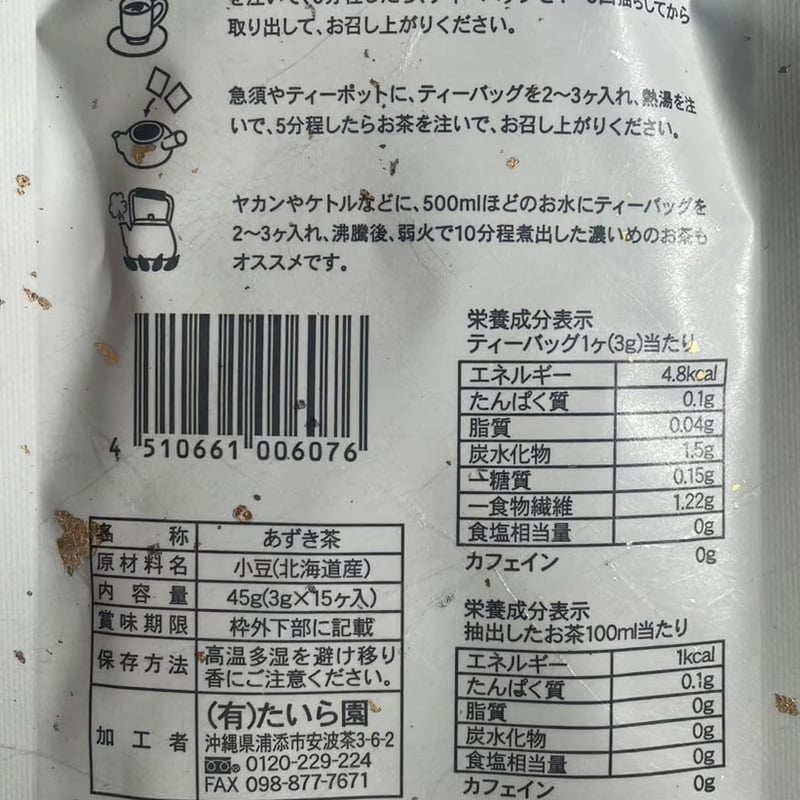 取り出して、お召し上がりください。
急須やティーポットに、ティーバッグを2〜3ヶ入れ、熱湯を注
いで、5分程したらお茶を注いで、お召し上がりください。
ヤカンやケトルなどに、500mlほどのお水にティーバッグを
2〜3ヶ入れ、沸騰後、弱火で10分程煮出した濃いめのお茶も
オススメです。
4 510661 006076
名称 あずき茶
原材料名 小豆(北海道産)
内容量 45g(3g×15ヶ入)
賞味期限 枠外下部に記載
保存方法 高温多湿を避け移り
香にご注意ください。
加工者 (有)たいら園
沖縄県浦添市安波茶3-6-2
0120-229-224
FAX 098-877-7671
栄養成分表示
ティーバッグ1ヶ(3g)当たり
エネルギー 4.8kcal
たんぱく質 0.1g
脂質 0.04g
炭水化物 1.5g
ー糖質 0.15g
ー食物繊維 1.22g
食塩相当量 0g
カフェイン 0g
栄養成分表示
抽出したお茶100ml当たり
エネルギー 1kcal
たんぱく質 0.1g
脂質 0g
炭水化物 0g
食塩相当量 0g
カフェイン 0g